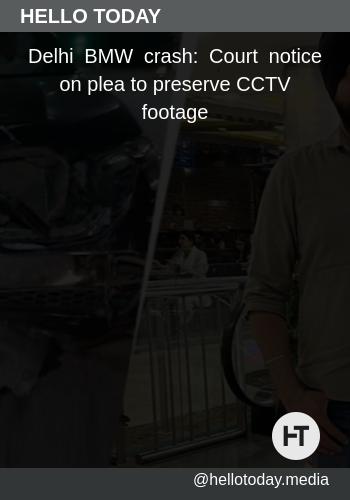 HELLO TODAY
Delhi BMW crash: Court notice
on plea to preserve CCTV
footage
HT
@hellotoday.media